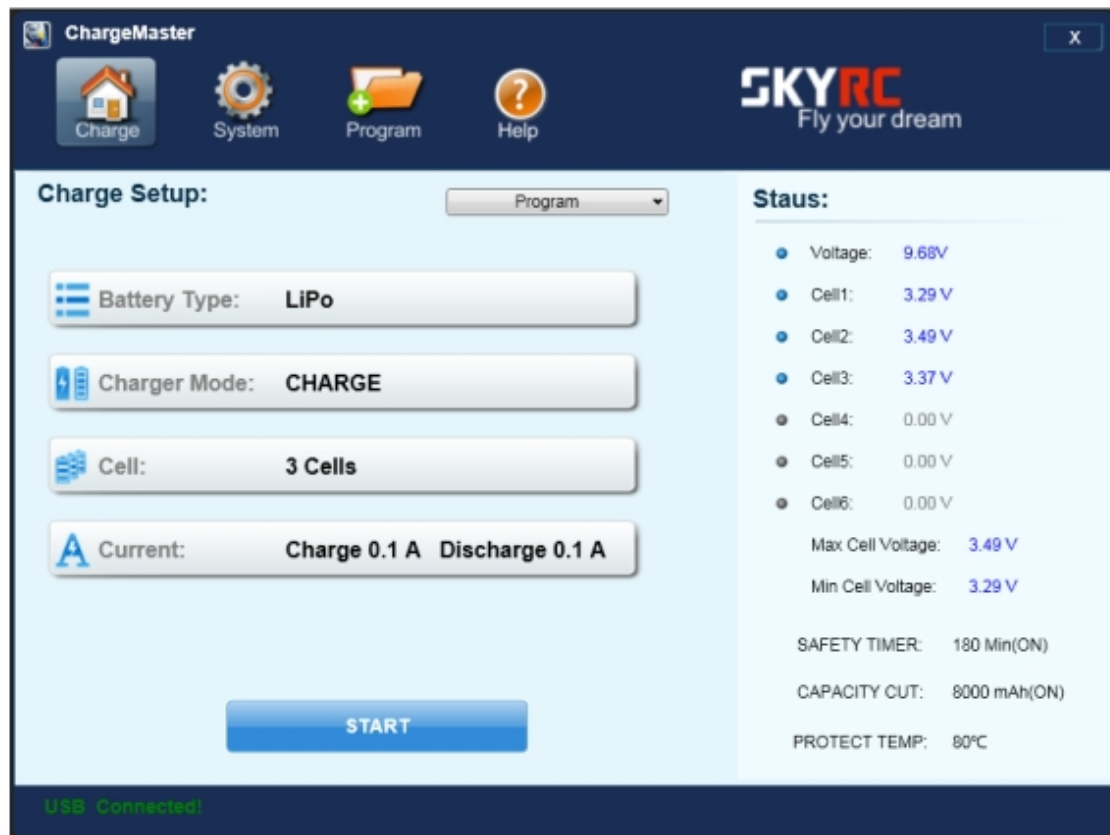 ChargeMaster
X
Charge System Program Help
SKYRC
Fly your dream
Charge Setup:
Program
Battery Type: LiPo
Charger Mode: CHARGE
Cell: 3 Cells
Current: Charge 0.1 A Discharge 0.1 A
START
Staus:
Voltage: 9.68V
Cell1: 3.29 V
Cell2: 3.49 V
Cell3: 3.37 V
Cell4: 0.00 V
Cell5: 0.00 V
Cell6: 0.00 V
Max Cell Voltage: 3.49 V
Min Cell Voltage: 3.29 V
SAFETY TIMER: 180 Min(ON)
CAPACITY CUT: 8000 mAh(ON)
PROTECT TEMP: 80℃
USB Connected!